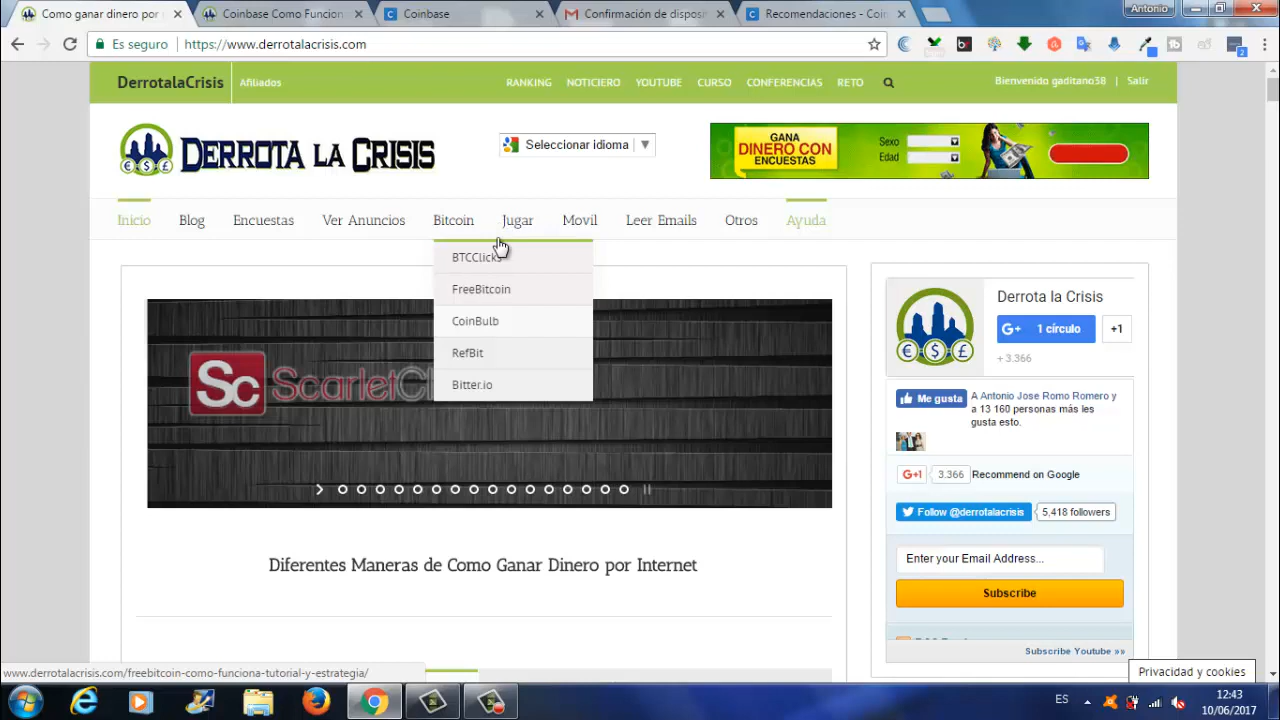 Como ganar dinero por
Coinbase Como Funcion
Coinbase
Confirmación de disposi
Recomendaciones - Coi
Antonio
Es seguro
https://www.derrotalacrisis.com
2
DerrotalaCrisis
Afiliados
RANKING
NOTICIERO
YOUTUBE
CURSO
CONFERENCIAS
RETO
Bienvenido gaditano38 | Salir
DERROTA LA CRISIS
Seleccionar idioma
GANA
DINERO CON
ENCUESTAS
Sexo
Edad
Inicio
Blog
Encuestas
Ver Anuncios
Bitcoin
Jugar
Movil
Leer Emails
Otros
Ayuda
BTCClicks
FreeBitcoin
CoinBulb
RefBit
Bitter.io
Sc
ScarletCl
Diferentes Maneras de Como Ganar Dinero por Internet
Derrota la Crisis
G+ 1 círculo
+1
+ 3.366
Me gusta
A Antonio Jose Romo Romero y
a 13 160 personas más les
gusta esto.
G+1
3.366
Recommend on Google
Follow @derrotalacrisis
5,418 followers
Enter your Email Address...
Subscribe
Subscribe Youtube »»
Privacidad y cookies
www.derrotalacrisis.com/freebitcoin-como-funciona-tutorial-y-estrategia/
ES
12:43
10/06/2017